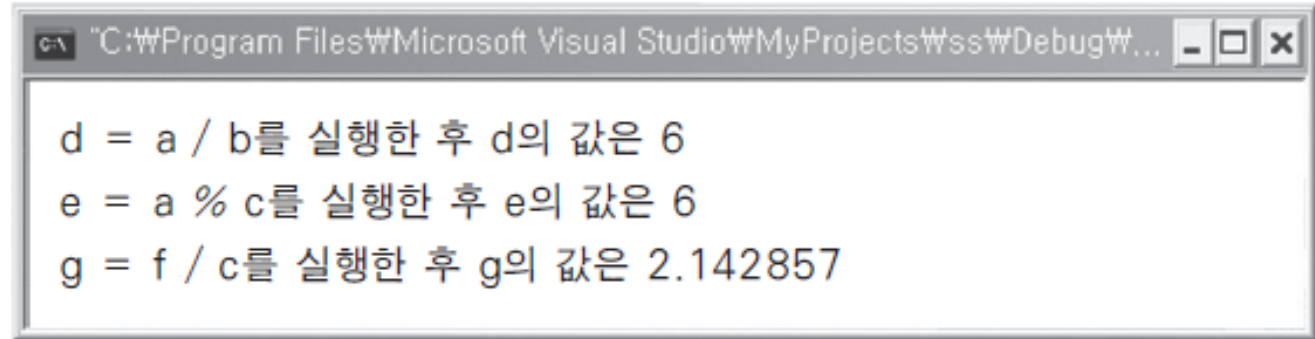 "C:￦Program Files￦Microsoft Visual Studio￦MyProjects￦ss￦Debug￦...
d = a / b를 실행한 후 d의 값은 6
e = a % c를 실행한 후 e의 값은 6
g = f / c를 실행한 후 g의 값은 2.142857